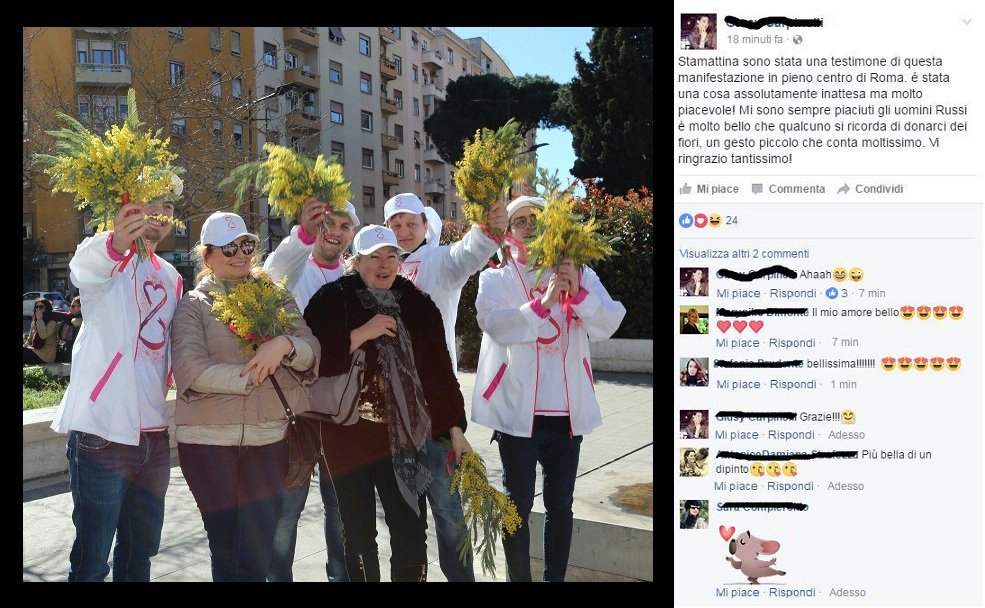 18 minuti fa ·
Stamattina sono stata una testimone di questa
manifestazione in pieno centro di Roma. é stata
una cosa assolutamente inattesa ma molto
piacevole! Mi sono sempre piaciuti gli uomini Russi
è molto bello che qualcuno si ricorda di donarci dei
fiori, un gesto piccolo che conta moltissimo. Vi
ringrazio tantissimo!
Mi piace Commenta Condividi
24
Visualizza altri 2 commenti
Ahaah😄😜
Mi piace · Rispondi · 3 · 7 min
Il mio amore bello😍😍😍😍
❤❤❤
Mi piace · Rispondi · 7 min
bellissima!!!!!!! 😍😍😍😍😍
Mi piace · Rispondi · 1 min
Grazie!!!🤗
Mi piace · Rispondi · Adesso
Più bella di un
dipinto😘😘😘
Mi piace · Rispondi · Adesso
Mi piace · Rispondi · Adesso